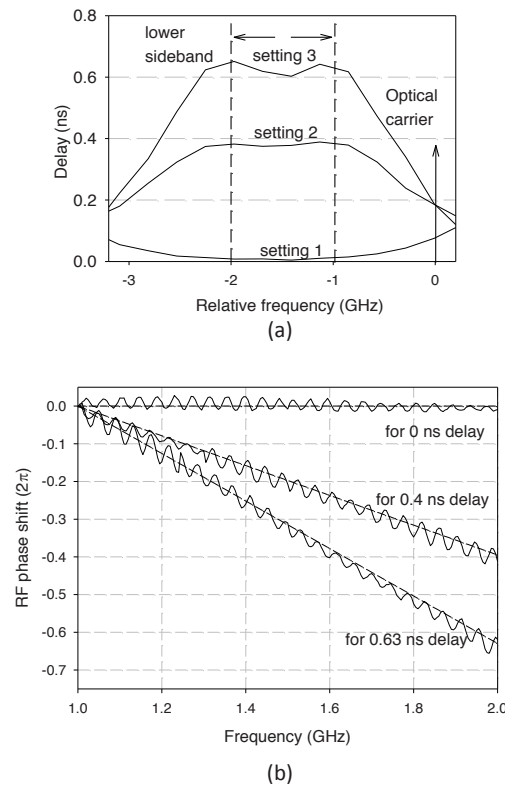 0.8
lower
sideband
setting 3
0.6
Optical
carrier
Delay (ns)
setting 2
0.4
0.2
setting 1
0.0
-3
-2
-1
0
Relative frequency (GHz)
(a)
0.0
for 0 ns delay
-0.1
-0.2
for 0.4 ns delay
RF phase shift (2π)
-0.3
-0.4
-0.5
for 0.63 ns delay
-0.6
-0.7
1.0
1.2
1.4
1.6
1.8
2.0
Frequency (GHz)
(b)